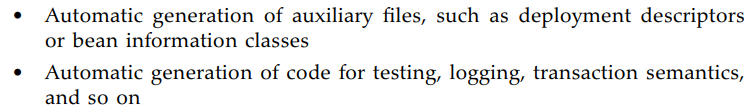 • Automatic generation of auxiliary files, such as deployment descriptors
or bean information classes
• Automatic generation of code for testing, logging, transaction semantics,
and so on